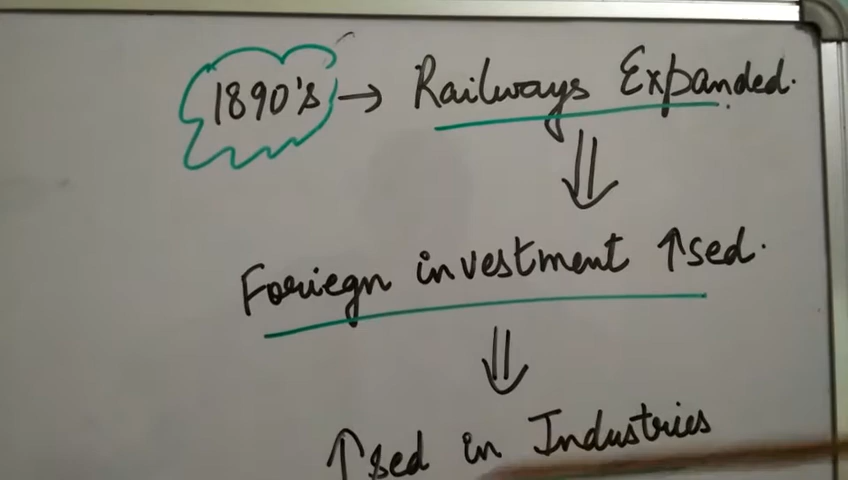 1890's → Railways Expanded.
⇓
Foriegn investment ↑sed.
⇓
↑sed in Industries